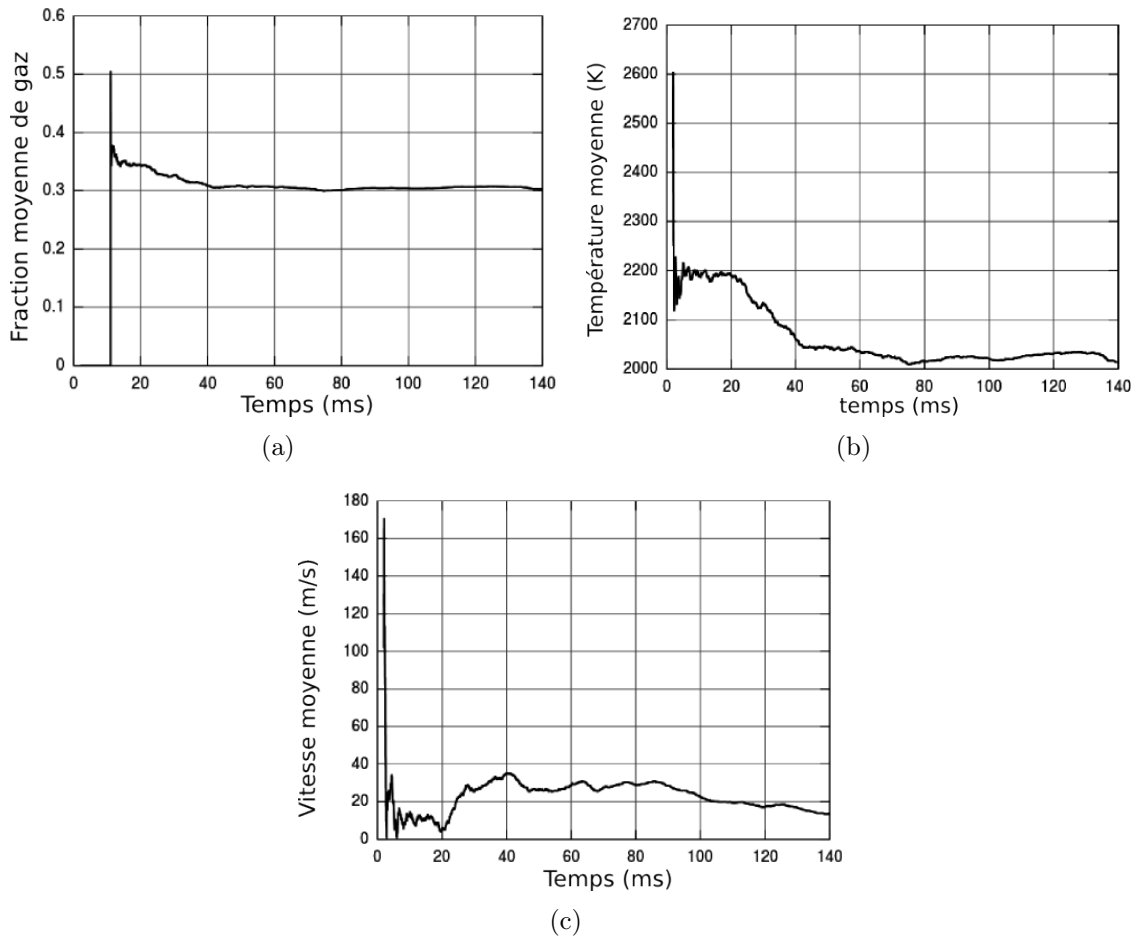 Fraction moyenne de gaz
0.6
0.5
0.4
0.3
0.2
0.1
0
0 20 40 60 80 100 120 140
Temps (ms)
(a)
Température moyenne (K)
2700
2600
2500
2400
2300
2200
2100
2000
0 20 40 60 80 100 120 140
temps (ms)
(b)
Vitesse moyenne (m/s)
180
160
140
120
100
80
60
40
20
0
0 20 40 60 80 100 120 140
Temps (ms)
(c)